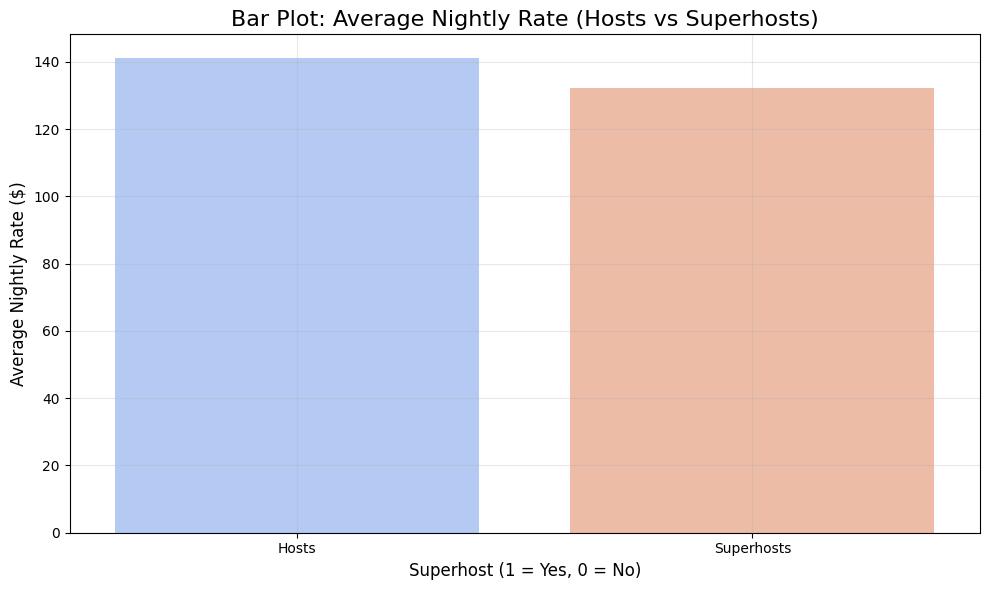 Bar Plot: Average Nightly Rate (Hosts vs Superhosts)
Average Nightly Rate ($)
140
120
100
80
60
40
20
0
Hosts Superhosts
Superhost (1 = Yes, 0 = No)